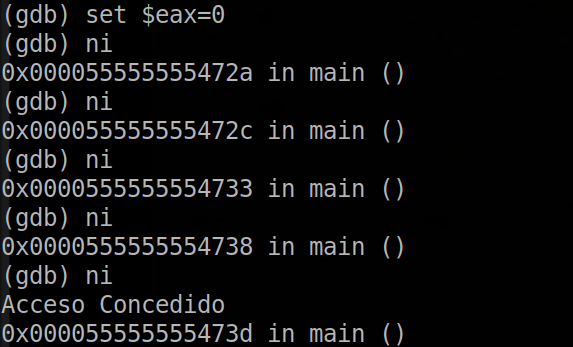 (gdb) set $eax=0
(gdb) ni
0x000055555555472a in main ()
(gdb) ni
0x000055555555472c in main ()
(gdb) ni
0x0000555555554733 in main ()
(gdb) ni
0x0000555555554738 in main ()
(gdb) ni
Acceso Concedido
0x000055555555473d in main ()